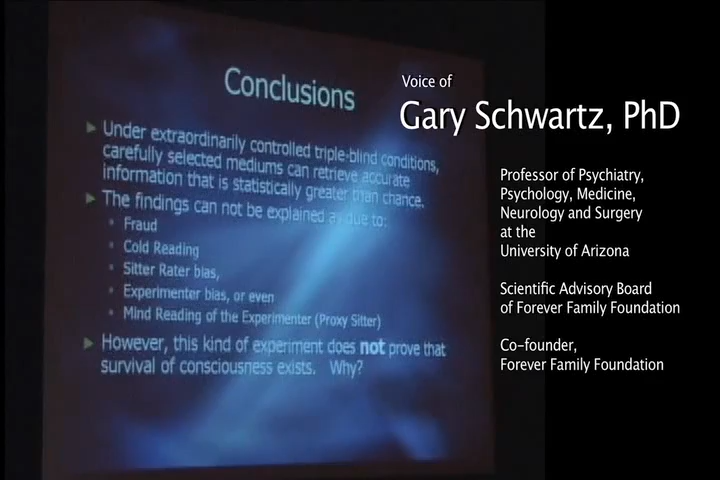 Conclusions
Under extraordinarily controlled triple-blind conditions,
carefully selected mediums can retrieve accurate
information that is statistically greater than chance.
The findings can not be explained as due to:
Fraud
Cold Reading
Sitter Rater bias,
Experimenter bias, or even
Mind Reading of the Experimenter (Proxy Sitter)
However, this kind of experiment does not prove that
survival of consciousness exists. Why?
Voice of
Gary Schwartz, PhD
Professor of Psychiatry,
Psychology, Medicine,
Neurology and Surgery
at the
University of Arizona
Scientific Advisory Board
of Forever Family Foundation
Co-founder,
Forever Family Foundation